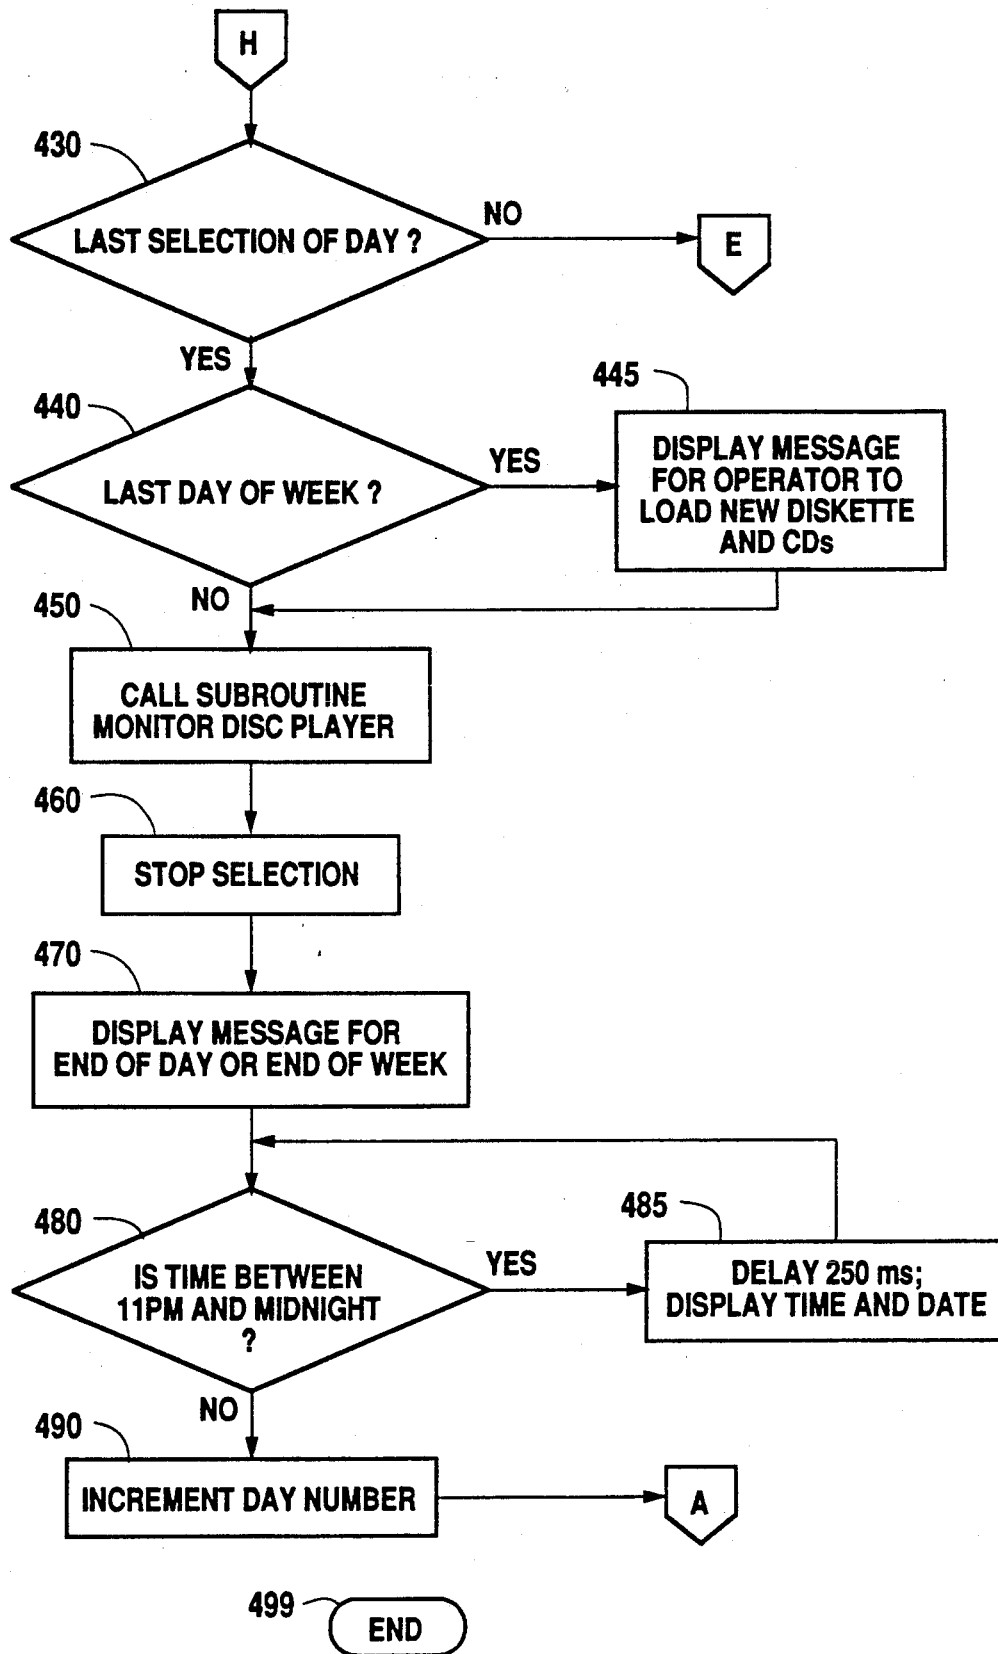 H
430
LAST SELECTION OF DAY ?
NO
E
YES
440
LAST DAY OF WEEK ?
YES
445
DISPLAY MESSAGE
FOR OPERATOR TO
LOAD NEW DISKETTE
AND CDs
NO
450
CALL SUBROUTINE
MONITOR DISC PLAYER
460
STOP SELECTION
470
DISPLAY MESSAGE FOR
END OF DAY OR END OF WEEK
480
IS TIME BETWEEN
11PM AND MIDNIGHT
?
YES
485
DELAY 250 ms;
DISPLAY TIME AND DATE
NO
490
INCREMENT DAY NUMBER
A
499
END